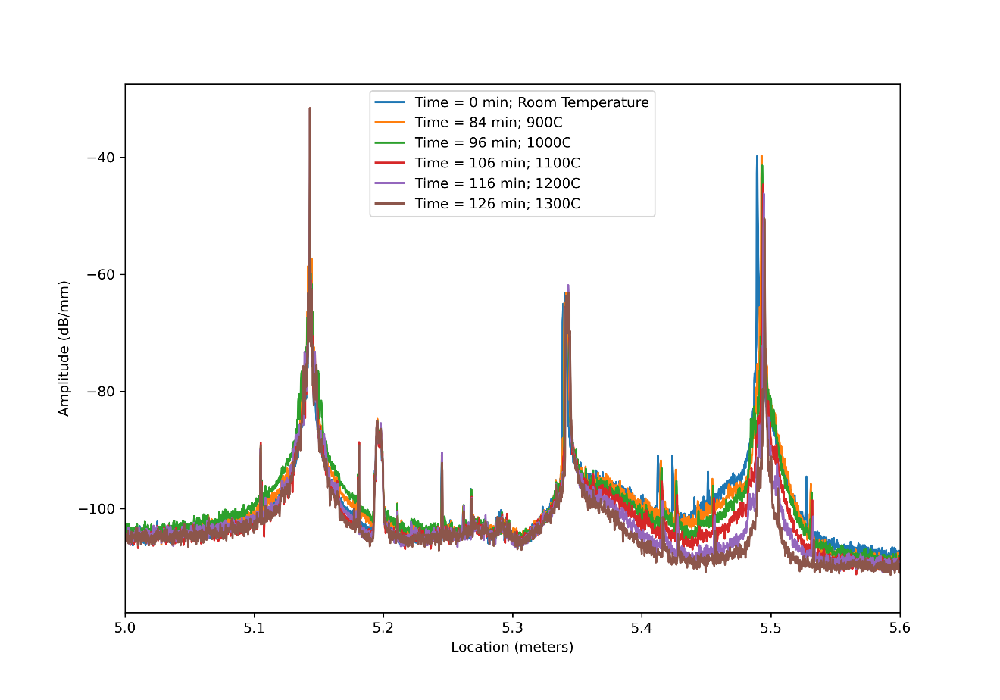 Time = 0 min; Room Temperature
Time = 84 min; 900C
Time = 96 min; 1000C
Time = 106 min; 1100C
Time = 116 min; 1200C
Time = 126 min; 1300C
−40
−60
−80
−100
Amplitude (dB/mm)
5.0 5.1 5.2 5.3 5.4 5.5 5.6
Location (meters)